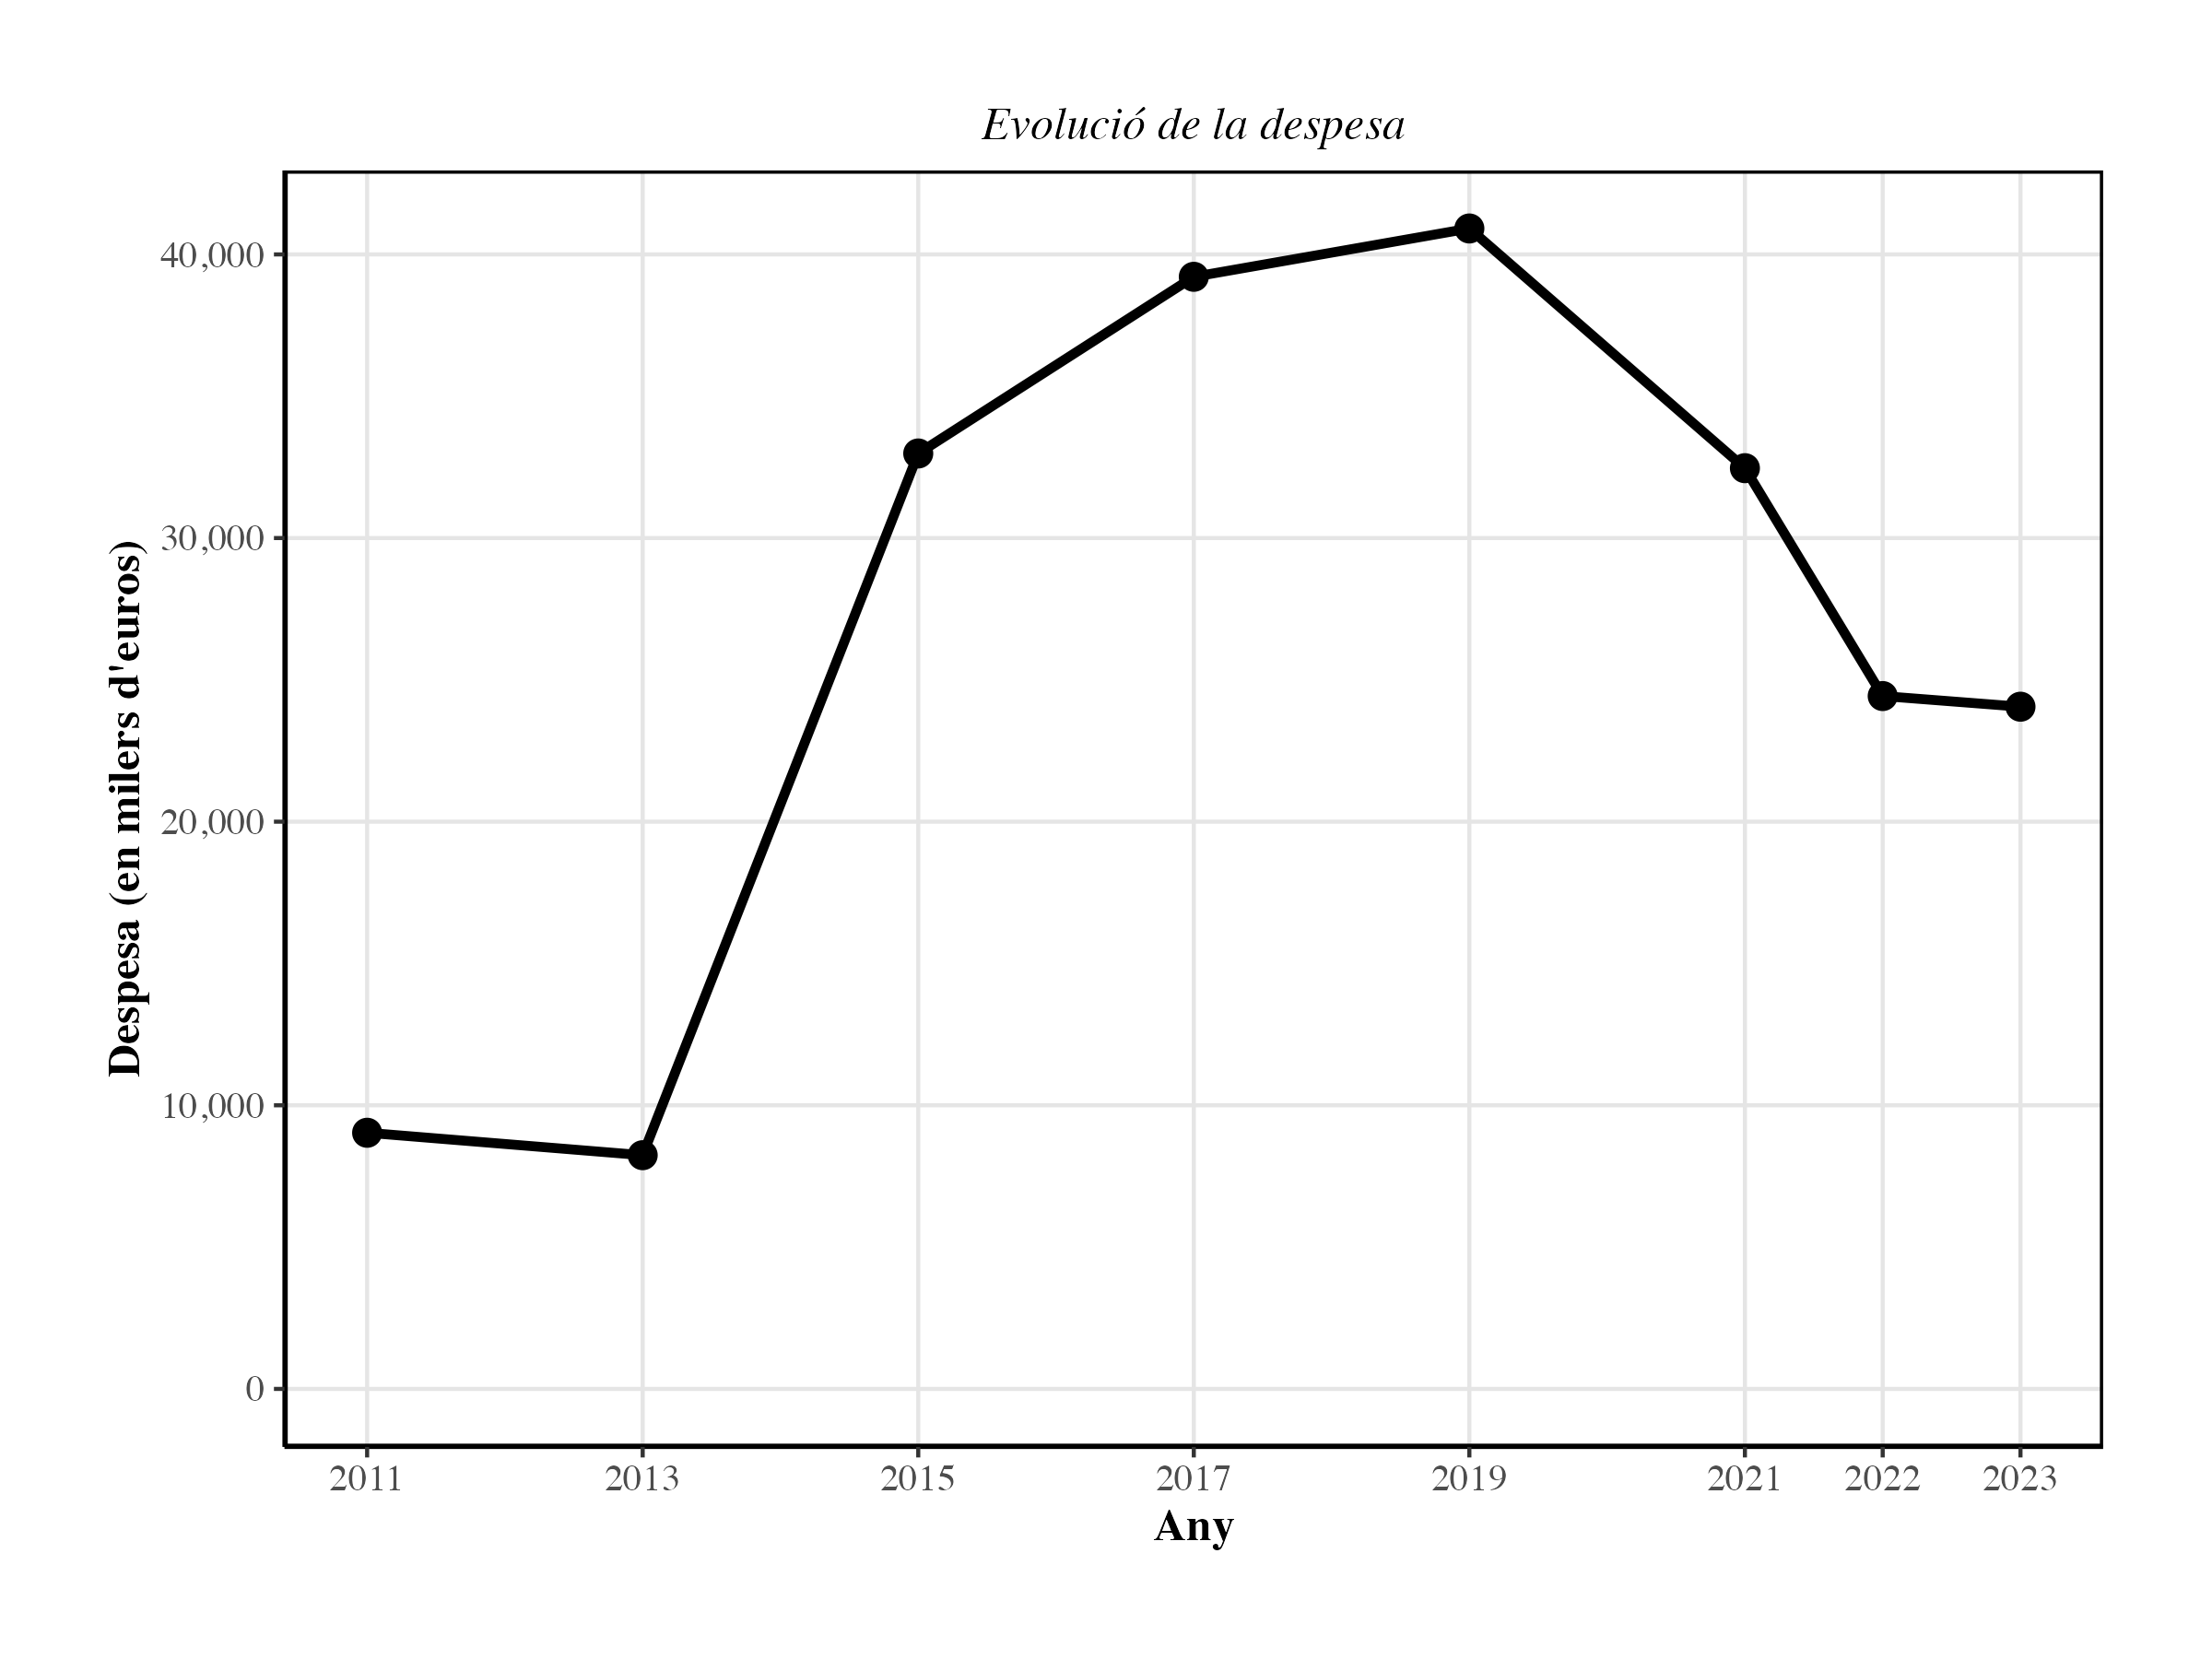 Evolució de la despesa
Despesa (en milers d'euros)
40,000
30,000
20,000
10,000
0
2011 2013 2015 2017 2019 2021 2022 2023
Any